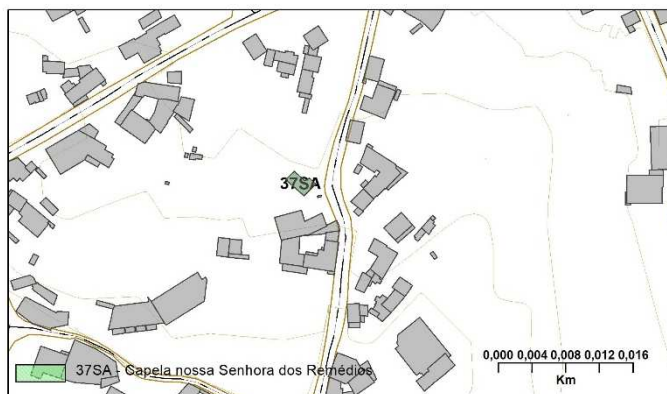 37SA
0,000 0,004 0,008 0,012 0,016
Km
37SA - Capela nossa Senhora dos Remédios